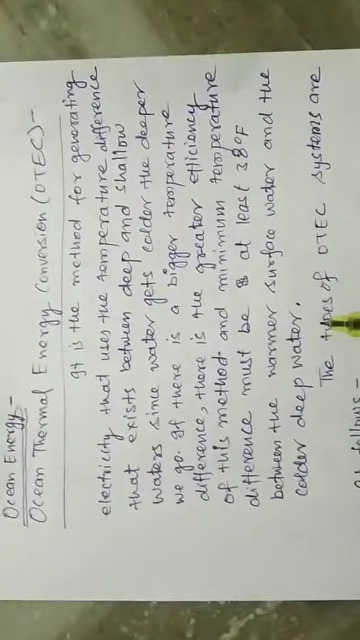 Ocean Energy -
Ocean Thermal Energy Conversion (OTEC) -
It is the method for generating
electricity that uses the temperature difference
that exists between deep and shallow
waters since water gets colder the deeper
we go. If there is a bigger temperature
difference, there is the greater efficiency
of this method and minimum temperature
difference must be at least 38°F
between the warmer surface water and the
colder deep water.
The types of OTEC systems are
as follows -